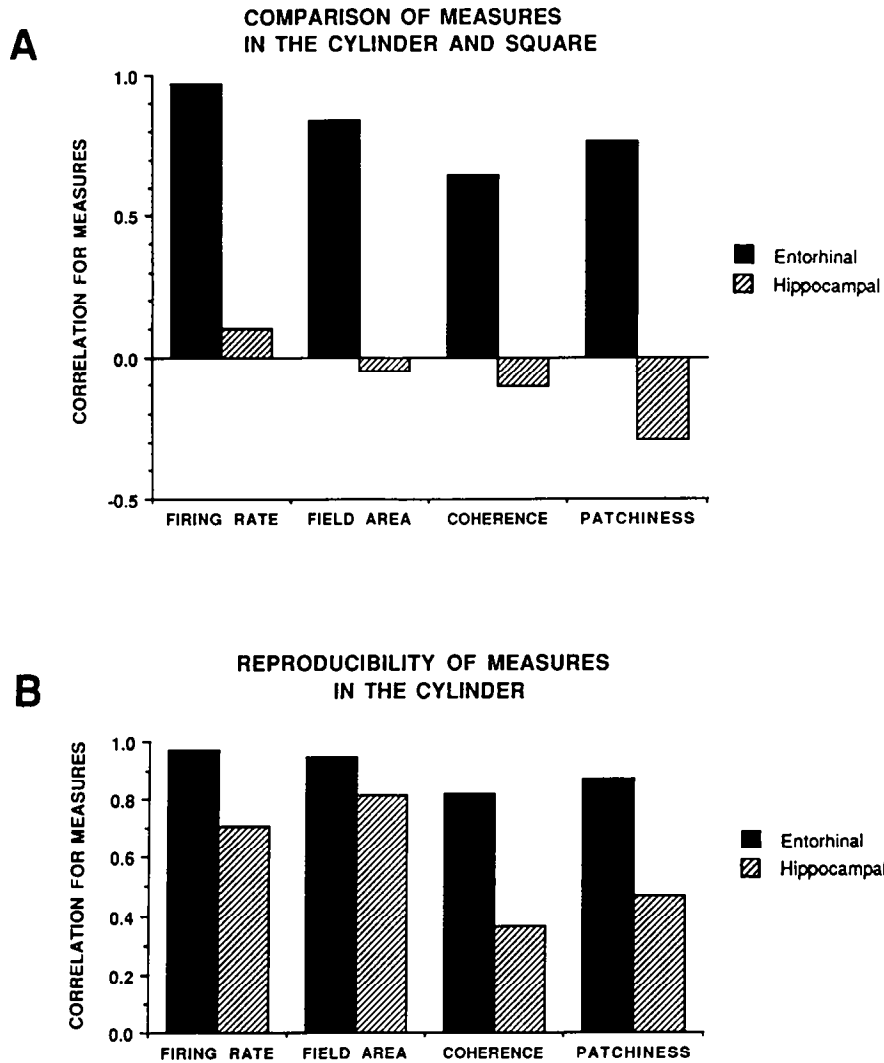 A
COMPARISON OF MEASURES
IN THE CYLINDER AND SQUARE
CORRELATION FOR MEASURES
1.0
0.5
0.0
-0.5
FIRING RATE
FIELD AREA
COHERENCE
PATCHINESS
Entorhinal
Hippocampal
B
REPRODUCIBILITY OF MEASURES
IN THE CYLINDER
CORRELATION FOR MEASURES
1.0
0.8
0.6
0.4
0.2
0.0
FIRING RATE
FIELD AREA
COHERENCE
PATCHINESS
Entorhinal
Hippocampal